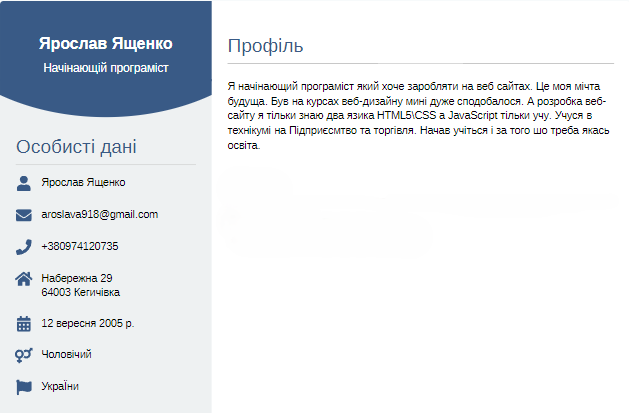 Ярослав Ященко
Начінающій програміст
Особисті дані
Ярослав Ященко
aroslava918@gmail.com
+380974120735
Набережна 29
64003 Кегичівка
12 вересня 2005 р.
Чоловічий
УкраЇни
Профіль
Я начінающий програміст який хоче заробляти на веб сайтах. Це моя мічта
будуща. Був на курсах веб-дизайну мині дуже сподобалося. А розробка веб-
сайту я тільки знаю два язика HTML5\CSS а JavaScript тільки учу. Учуся в
технікумі на Підприємство та торгівля. Начав учіться і за того шо треба якась
освіта.